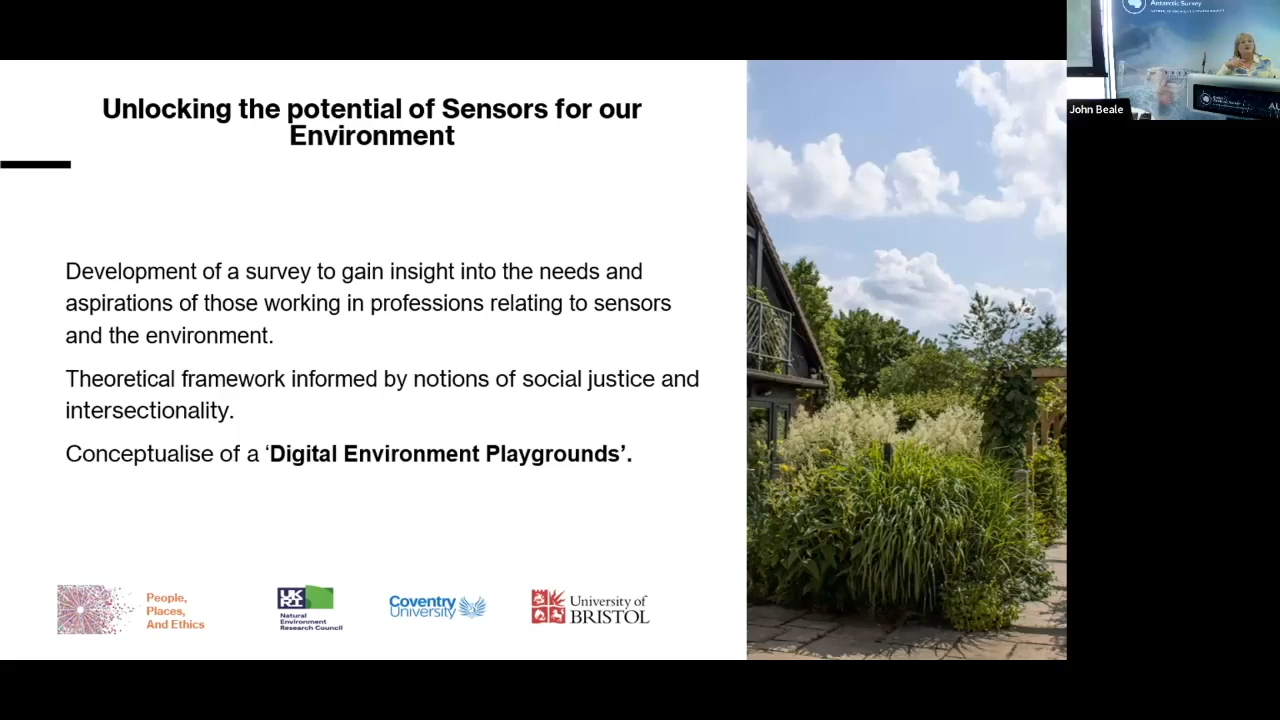 Unlocking the potential of Sensors for our
Environment
Development of a survey to gain insight into the needs and
aspirations of those working in professions relating to sensors
and the environment.
Theoretical framework informed by notions of social justice and
intersectionality.
Conceptualise of a ‘Digital Environment Playgrounds’.
People,
Places,
And Ethics
UK
RI
Natural
Environment
Research Council
Coventry
University
University of
BRISTOL
Antarctic Survey
John Beale